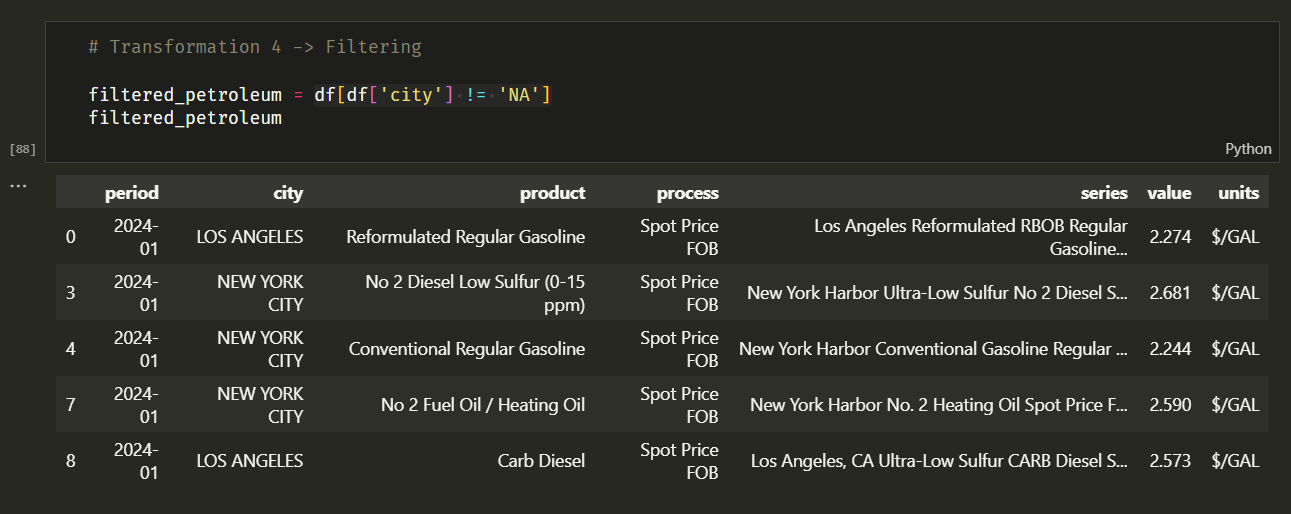 # Transformation 4 -> Filtering
filtered_petroleum = df[df['city'] != 'NA']
filtered_petroleum
[88]
Python
...
period city product process series value units
0 2024-01 LOS ANGELES Reformulated Regular Gasoline Spot Price FOB Los Angeles Reformulated RBOB Regular Gasoline... 2.274 $/GAL
3 2024-01 NEW YORK CITY No 2 Diesel Low Sulfur (0-15 ppm) Spot Price FOB New York Harbor Ultra-Low Sulfur No 2 Diesel S... 2.681 $/GAL
4 2024-01 NEW YORK CITY Conventional Regular Gasoline Spot Price FOB New York Harbor Conventional Gasoline Regular ... 2.244 $/GAL
7 2024-01 NEW YORK CITY No 2 Fuel Oil / Heating Oil Spot Price FOB New York Harbor No. 2 Heating Oil Spot Price F... 2.590 $/GAL
8 2024-01 LOS ANGELES Carb Diesel Spot Price FOB Los Angeles, CA Ultra-Low Sulfur CARB Diesel S... 2.573 $/GAL